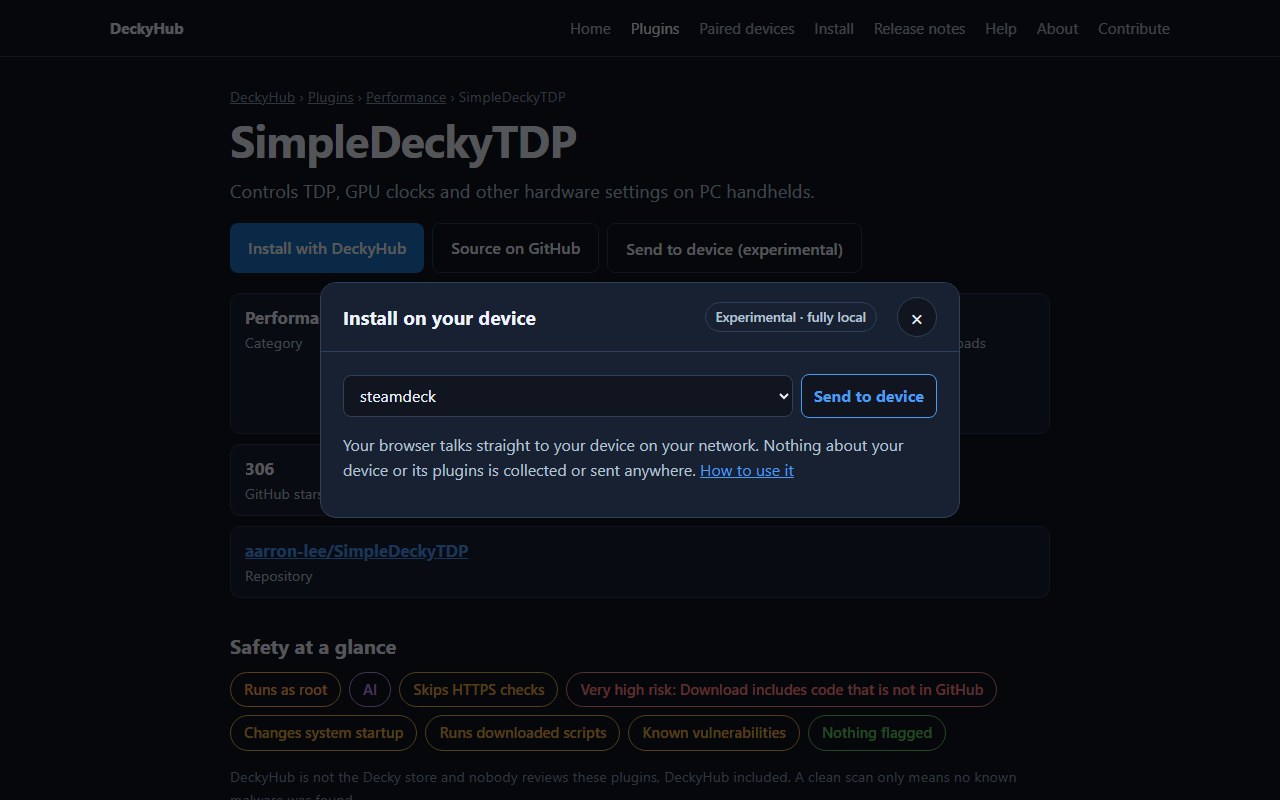 DeckyHub
Home Plugins Paired devices Install Release notes Help About Contribute
DeckyHub › Plugins › Performance › SimpleDeckyTDP
SimpleDeckyTDP
Controls TDP, GPU clocks and other hardware settings on PC handhelds.
Install with DeckyHub Source on GitHub Send to device (experimental)
Install on your device Experimental · fully local ×
Category
steamdeck Send to device
Your browser talks straight to your device on your network. Nothing about your
device or its plugins is collected or sent anywhere. How to use it
306
GitHub stars
aarron-lee/SimpleDeckyTDP
Repository
Safety at a glance
Runs as root AI Skips HTTPS checks Very high risk: Download includes code that is not in GitHub
Changes system startup Runs downloaded scripts Known vulnerabilities Nothing flagged
DeckyHub is not the Decky store and nobody reviews these plugins, DeckyHub included. A clean scan only means no known
malware was found.